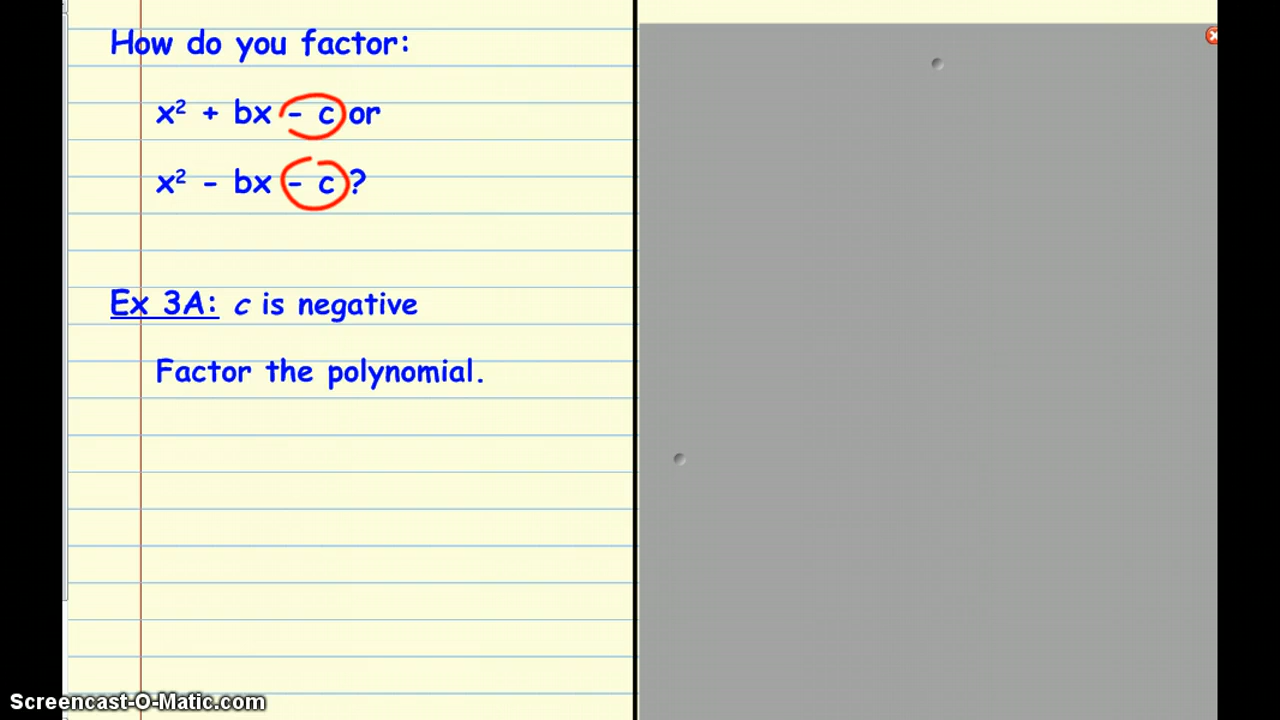 How do you factor:
x² + bx - c or
x² - bx - c ?
Ex 3A: c is negative
Factor the polynomial.
Screencast-O-Matic.com